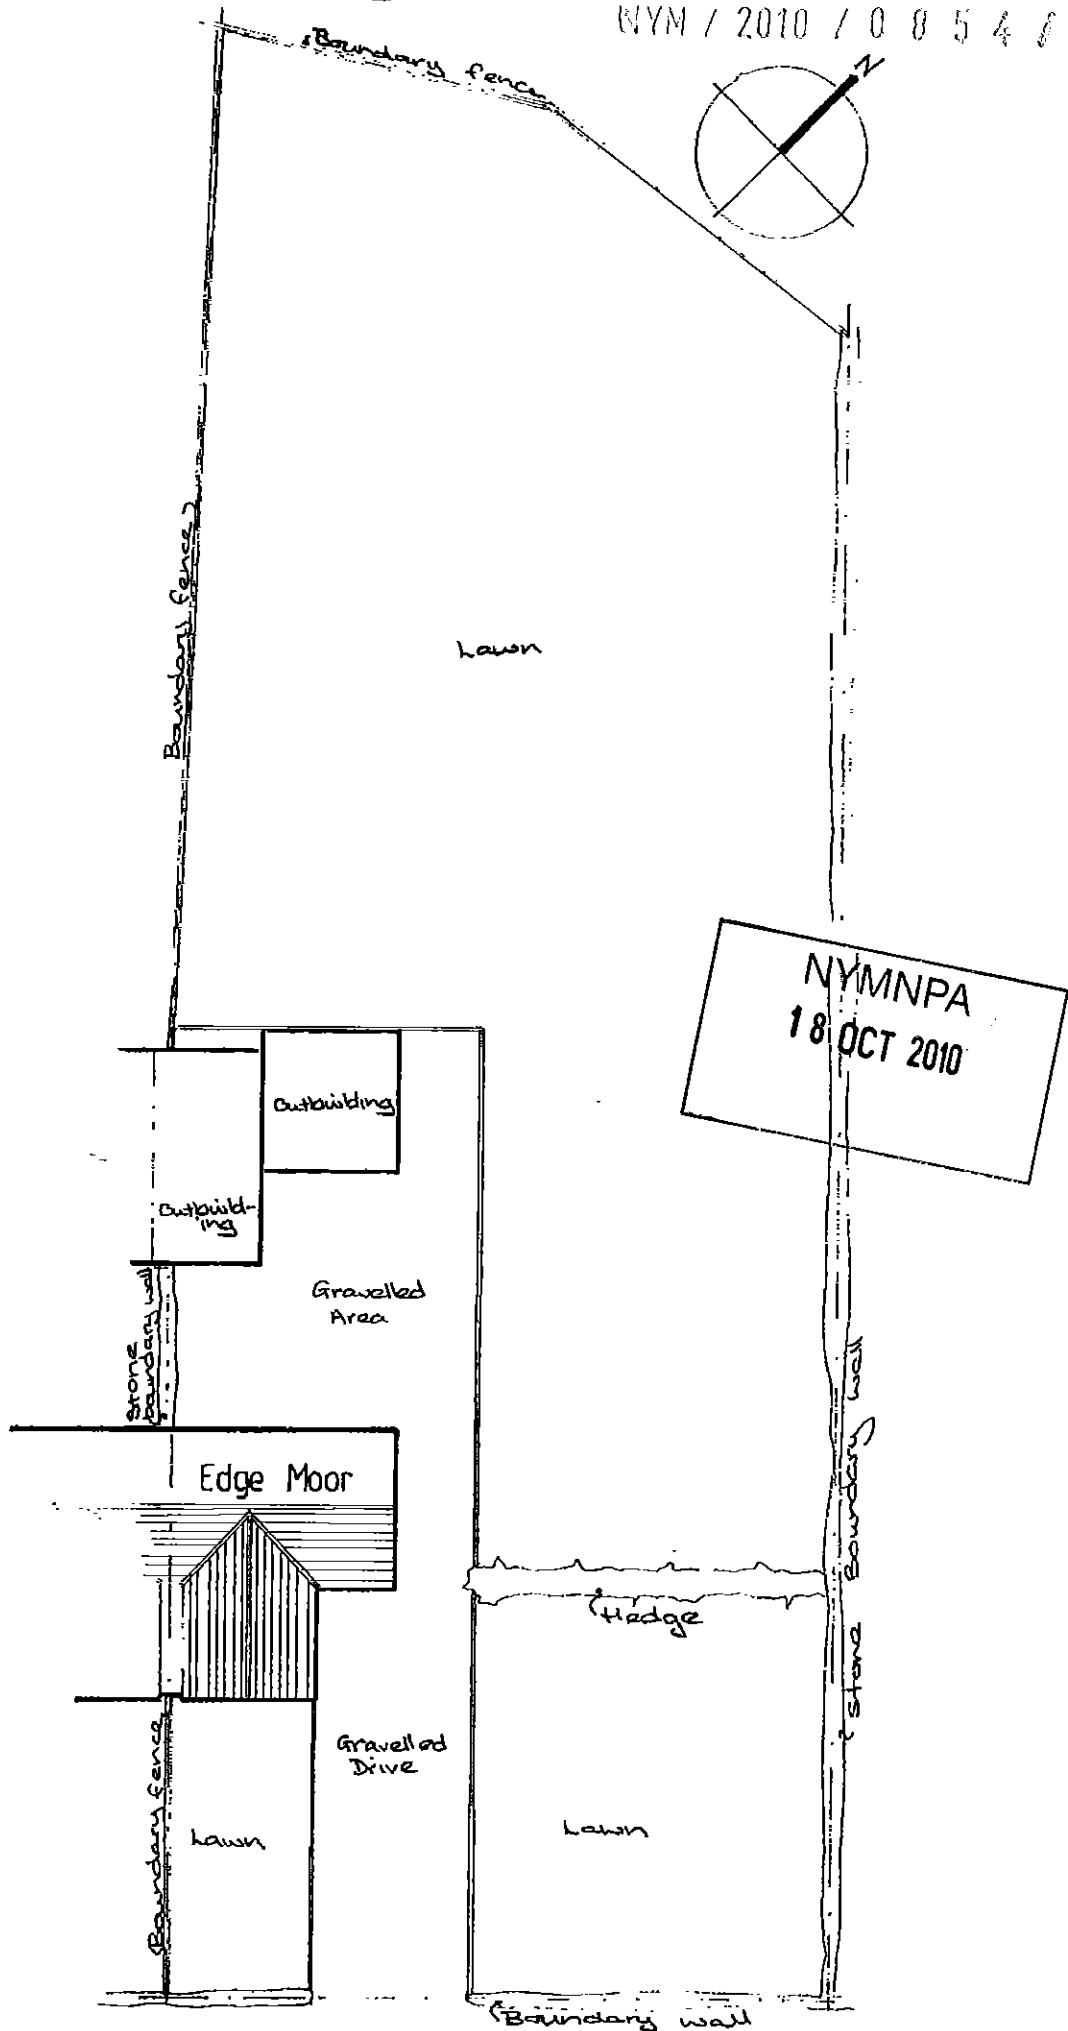 NYM / 2010 / 0 8 5 4
Boundary fence
N
Boundary fence
Lawn
NYMNPA
18 OCT 2010
Outbuilding
Outbuild-
ing
Gravelled
Area
Stone
boundary wall
Edge Moor
Hedge
Stone boundary wall
Gravelled
Drive
Boundary fence
Lawn
Lawn
Boundary wall